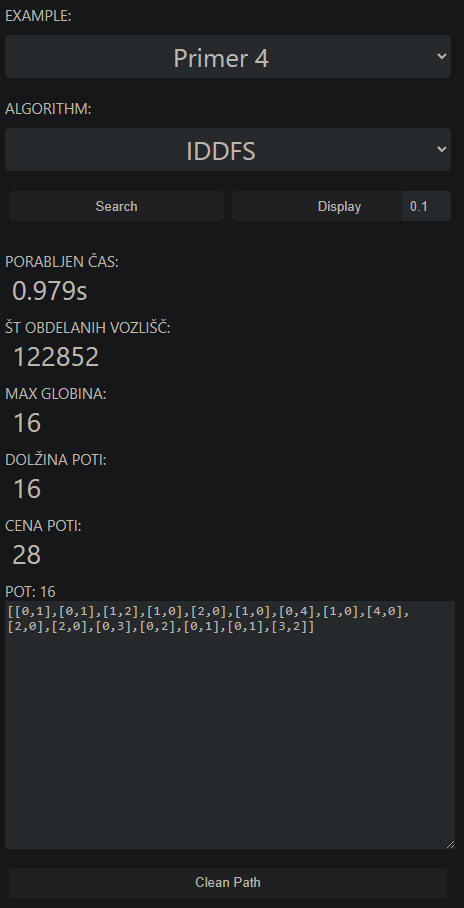 EXAMPLE:
Primer 4
ALGORITHM:
IDDFS
Search
Display
0.1
PORABLJEN ČAS:
0.979s
ŠT OBDELANIH VOZLIŠČ:
122852
MAX GLOBINA:
16
DOLŽINA POTI:
16
CENA POTI:
28
POT: 16
[[0,1],[0,1],[1,2],[1,0],[2,0],[1,0],[0,4],[1,0],[4,0],
[2,0],[2,0],[0,3],[0,2],[0,1],[0,1],[3,2]]
Clean Path